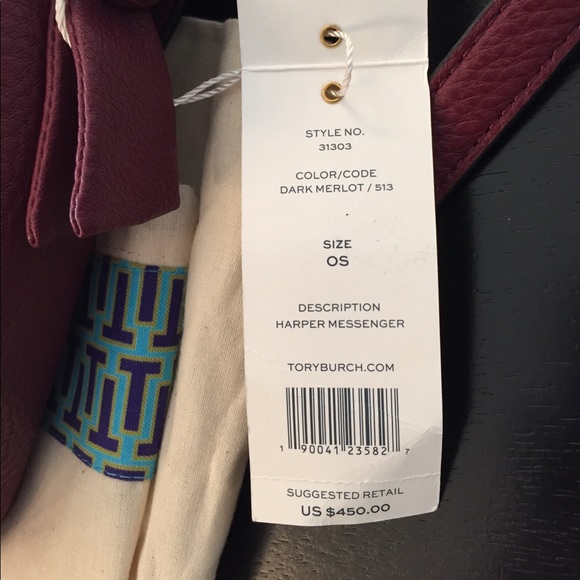 STYLE NO.
31303
COLOR/CODE
DARK MERLOT / 513
SIZE
OS
DESCRIPTION
HARPER MESSENGER
TORYBURCH.COM
1 90041 23582 7
SUGGESTED RETAIL
US $450.00